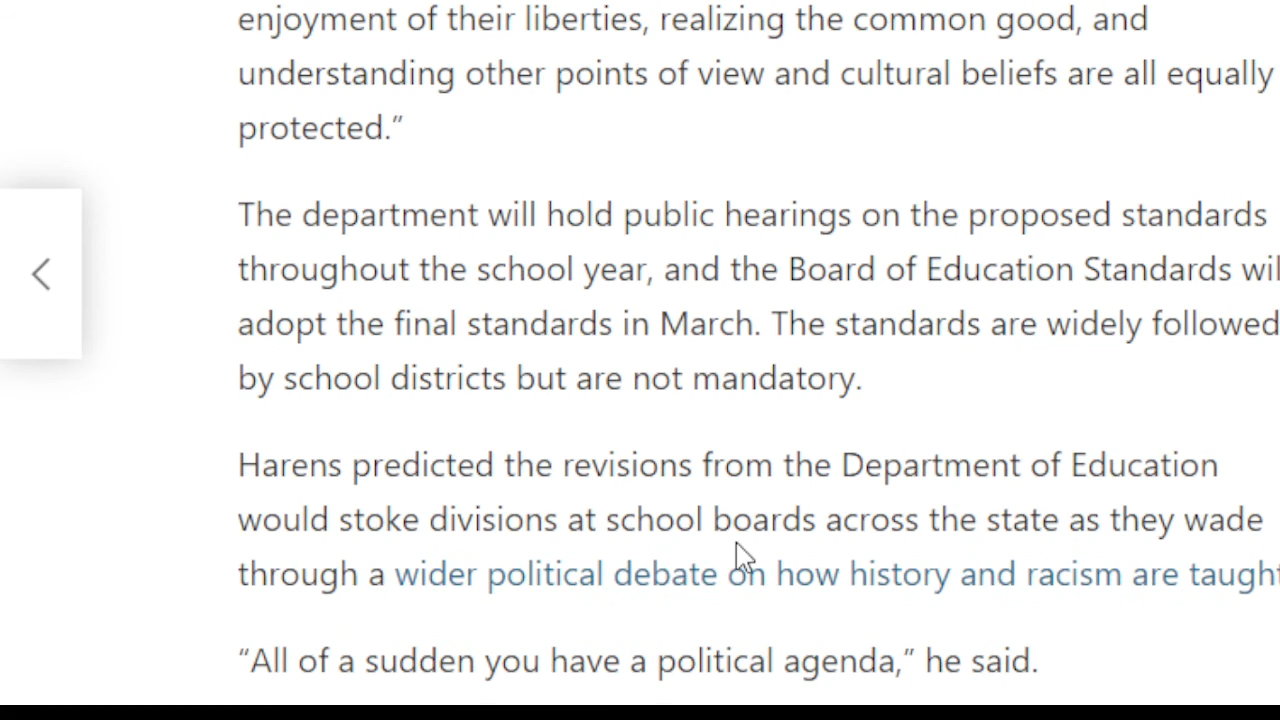 enjoyment of their liberties, realizing the common good, and
understanding other points of view and cultural beliefs are all equally
protected.”
The department will hold public hearings on the proposed standards
throughout the school year, and the Board of Education Standards wil
adopt the final standards in March. The standards are widely followed
by school districts but are not mandatory.
Harens predicted the revisions from the Department of Education
would stoke divisions at school boards across the state as they wade
through a wider political debate on how history and racism are taught
“All of a sudden you have a political agenda,” he said.